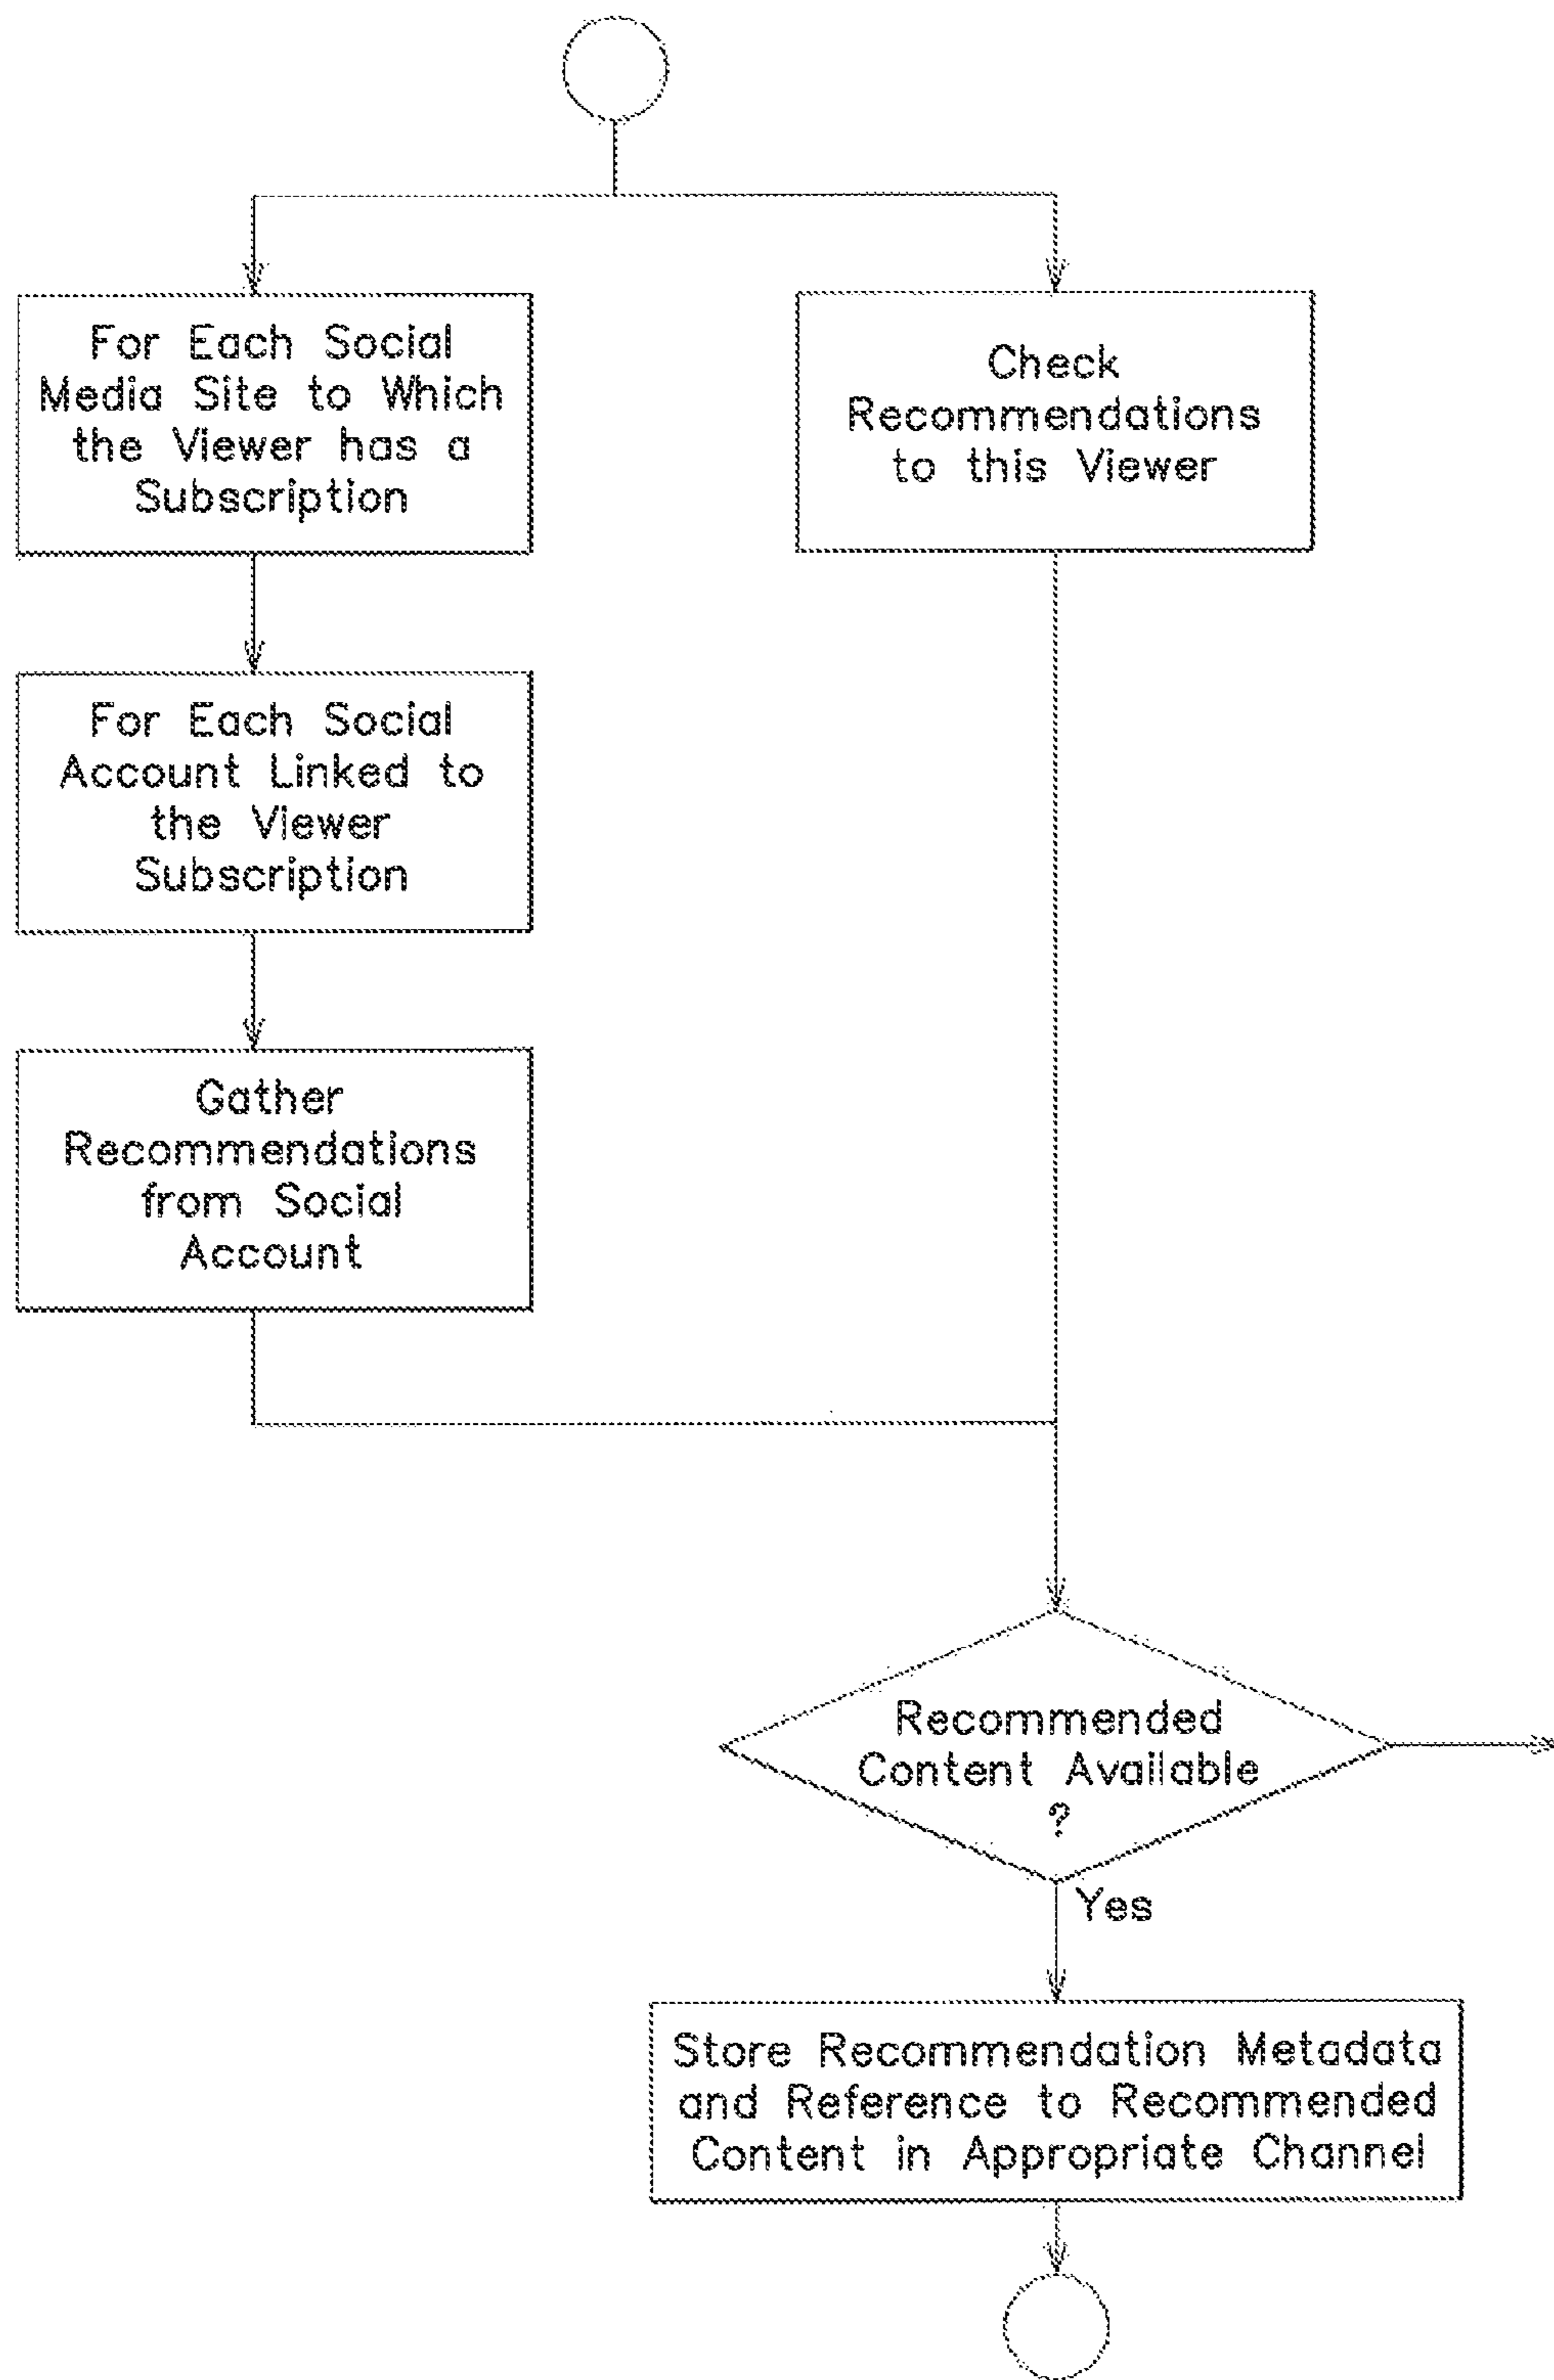 For Each Social
Media Site to Which
the Viewer has a
Subscription
Check
Recommendations
to this Viewer
For Each Social
Account Linked to
the Viewer
Subscription
Gather
Recommendations
from Social
Account
Recommended
Content Available
?
Yes
Store Recommendation Metadata
and Reference to Recommended
Content in Appropriate Channel